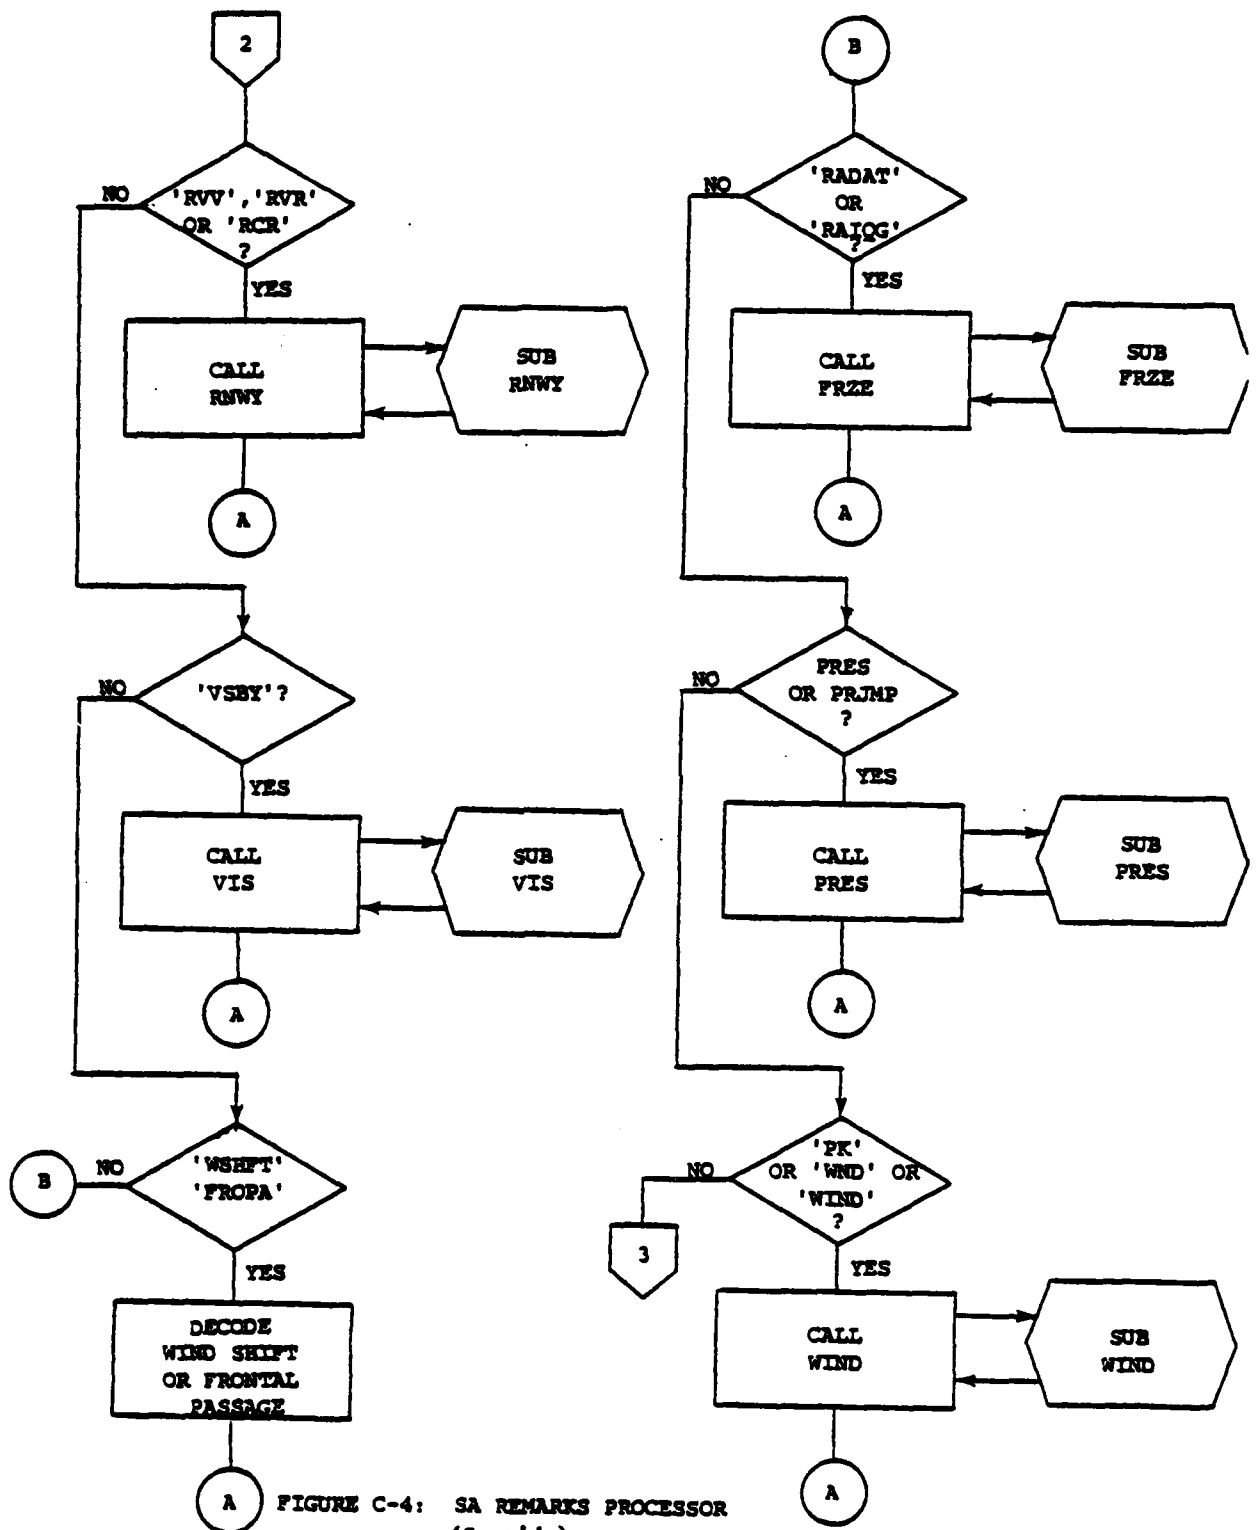 2
NO
'RVV','RVR'
OR 'RCR'
?
YES
CALL
RNWY
SUB
RNWY
A
NO
'VSBY'?
YES
CALL
VIS
SUB
VIS
A
B
NO
'WSHFT'
'FROPA'
YES
DECODE
WIND SHIFT
OR FRONTAL
PASSAGE
A
B
NO
'RADAT'
OR
'RAICG'
?
YES
CALL
FRZE
SUB
FRZE
A
NO
PRES
OR PRJMP
?
YES
CALL
PRES
SUB
PRES
A
NO
'PK'
OR 'WND' OR
'WIND'
?
3
YES
CALL
WIND
SUB
WIND
A
FIGURE C-4: SA REMARKS PROCESSOR